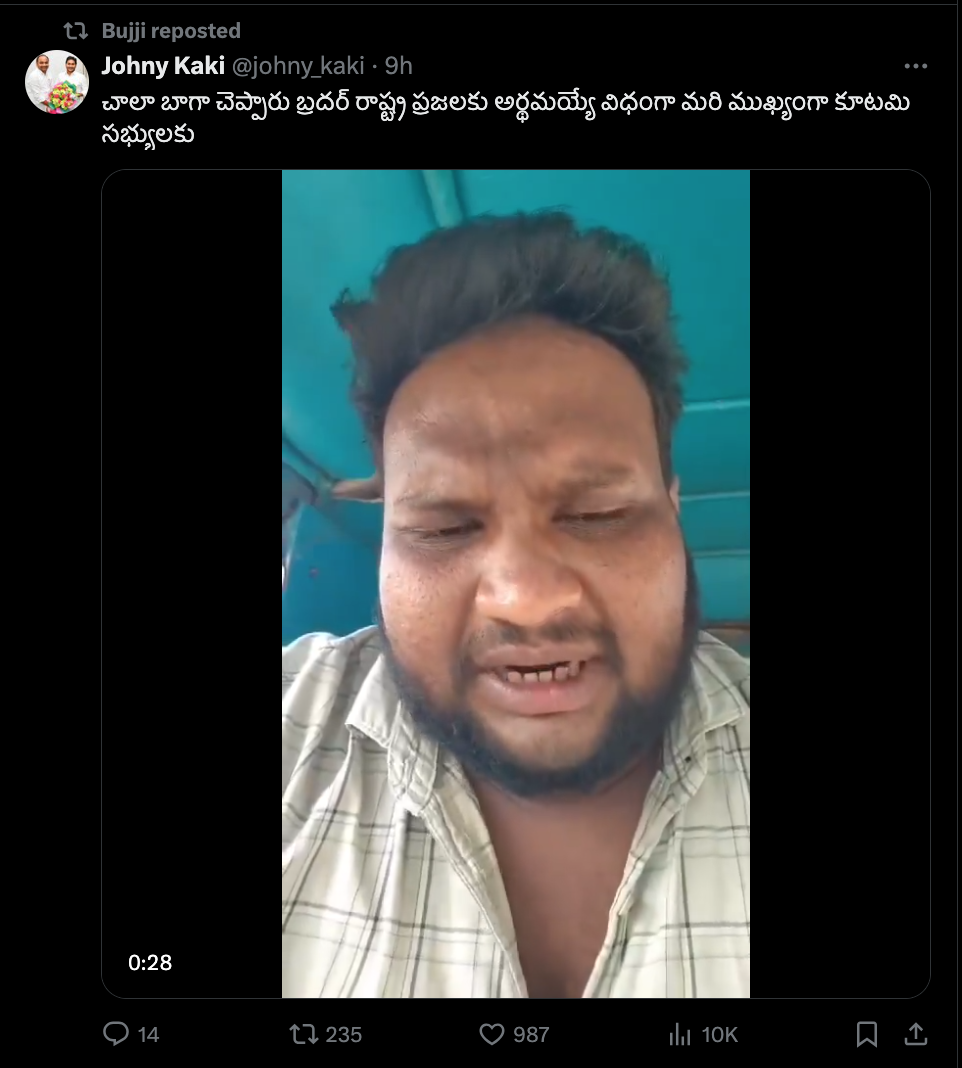 Bujji reposted
Johny Kaki @johny_kaki · 9h
చాలా బాగా చెప్పారు బ్రదర్ రాష్ట్ర ప్రజలకు అర్థమయ్యే విధంగా మరి ముఖ్యంగా కూటమి
సభ్యులకు
0:28
14 235 987 10K